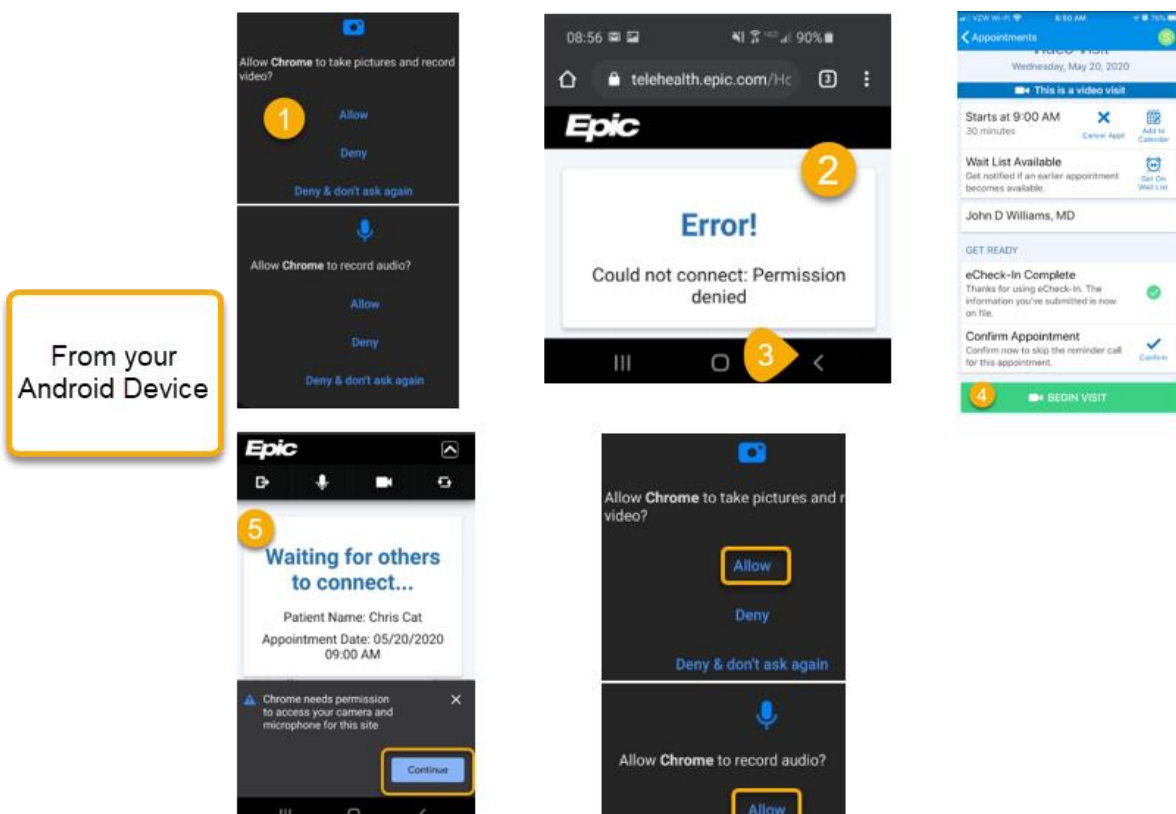 From your
Android Device
Allow Chrome to take pictures and record
video?
1
Allow
Deny
Deny & don't ask again
Allow Chrome to record audio?
Allow
Deny
Deny & don't ask again
08:56
90%
telehealth.epic.com/Hc
3
Epic
2
Error!
Could not connect: Permission
denied
3
VZW Wi-Fi
8:50 AM
76%
Appointments
S
Video Visit
Wednesday, May 20, 2020
This is a video visit
Starts at 9:00 AM
30 minutes
Cancel Appt
Add to
Calendar
Wait List Available
Get notified if an earlier appointment
becomes available.
Get On
Wait List
John D Williams, MD
GET READY
eCheck-In Complete
Thanks for using eCheck-In. The
information you've submitted is now
on file.
Confirm Appointment
Confirm now to skip the reminder call
for this appointment.
Confirm
4
BEGIN VISIT
Epic
5
Waiting for others
to connect...
Patient Name: Chris Cat
Appointment Date: 05/20/2020
09:00 AM
Chrome needs permission
to access your camera and
microphone for this site
Continue
Allow Chrome to take pictures and r
video?
Allow
Deny
Deny & don't ask again
Allow Chrome to record audio?
Allow